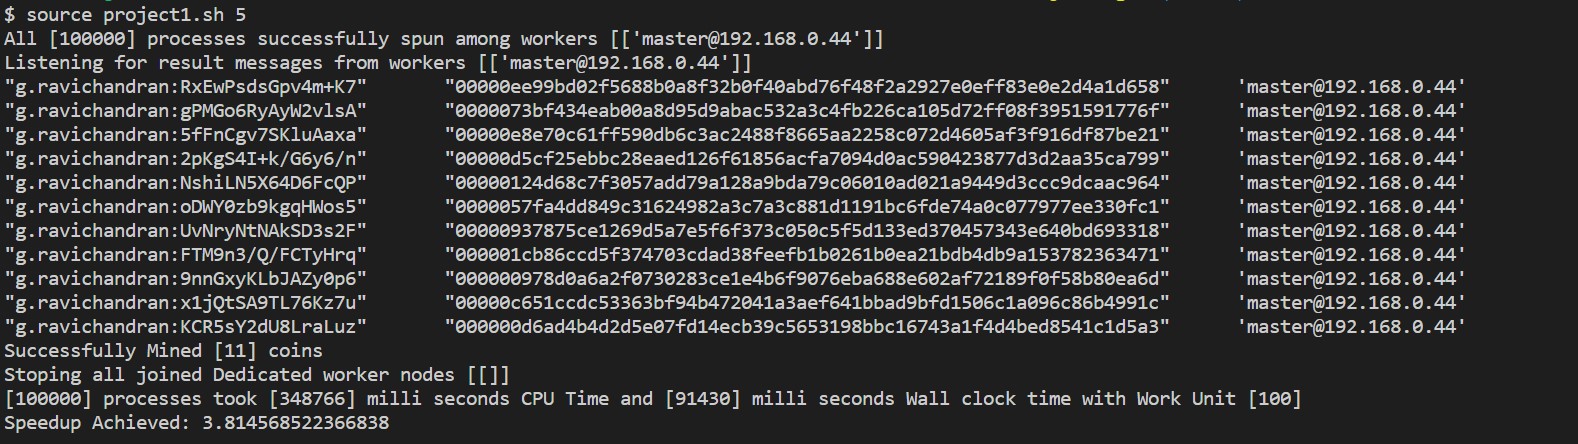 $ source project1.sh 5
All [100000] processes successfully spun among workers [['master@192.168.0.44']]
Listening for result messages from workers [['master@192.168.0.44']]
"g.ravichandran:RxEwPsdsGpv4m+K7" "00000ee99bd02f5688b0a8f32b0f40abd76f48f2a2927e0eff83e0e2d4a1d658" 'master@192.168.0.44'
"g.ravichandran:gPMGo6RyAyW2vlsA" "0000073bf434eab00a8d95d9abac532a3c4fb226ca105d72ff08f3951591776f" 'master@192.168.0.44'
"g.ravichandran:5fFnCgv7SKluAaxa" "00000e8e70c61ff590db6c3ac2488f8665aa2258c072d4605af3f916df87be21" 'master@192.168.0.44'
"g.ravichandran:2pKgS4I+k/G6y6/n" "00000d5cf25ebbc28eaed126f61856acfa7094d0ac590423877d3d2aa35ca799" 'master@192.168.0.44'
"g.ravichandran:NshiLN5X64D6FcQP" "00000124d68c7f3057add79a128a9bda79c06010ad021a9449d3ccc9dcaac964" 'master@192.168.0.44'
"g.ravichandran:oDWY0zb9kgqHWos5" "0000057fa4dd849c31624982a3c7a3c881d1191bc6fde74a0c077977ee330fc1" 'master@192.168.0.44'
"g.ravichandran:UvNryNtNAkSD3s2F" "00000937875ce1269d5a7e5f6f373c050c5f5d133ed370457343e640bd693318" 'master@192.168.0.44'
"g.ravichandran:FTM9n3/Q/FCTyHrq" "000001cb86ccd5f374703cdad38feefb1b0261b0ea21bdb4db9a153782363471" 'master@192.168.0.44'
"g.ravichandran:9nnGxyKLbJAZy0p6" "000000978d0a6a2f0730283ce1e4b6f9076eba688e602af72189f0f58b80ea6d" 'master@192.168.0.44'
"g.ravichandran:x1jQtSA9TL76Kz7u" "00000c651ccdc53363bf94b472041a3aef641bbad9bfd1506c1a096c86b4991c" 'master@192.168.0.44'
"g.ravichandran:KCR5sY2dU8LraLuz" "000000d6ad4b4d2d5e07fd14ecb39c5653198bbc16743a1f4d4bed8541c1d5a3" 'master@192.168.0.44'
Successfully Mined [11] coins
Stoping all joined Dedicated worker nodes [[]]
[100000] processes took [348766] milli seconds CPU Time and [91430] milli seconds Wall clock time with Work Unit [100]
Speedup Achieved: 3.814568522366838